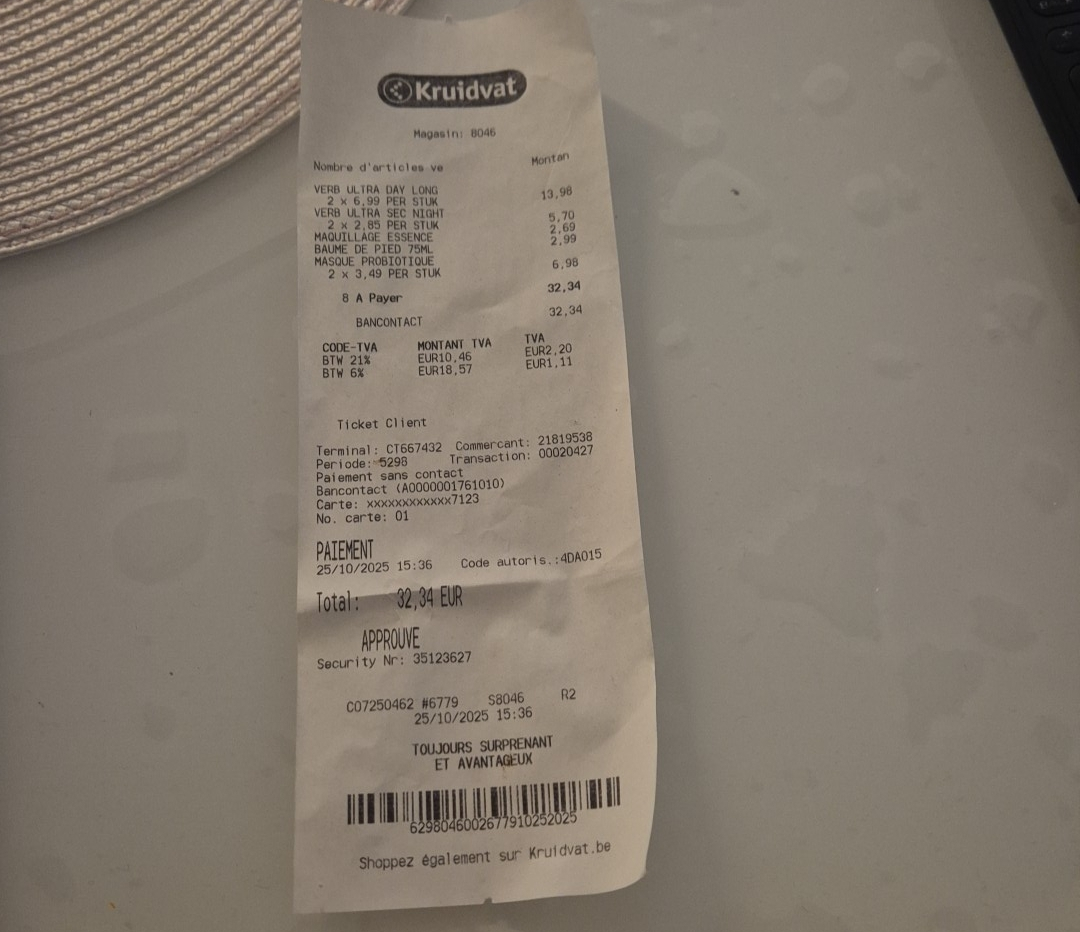 Kruidvat
Magasin: 8046
Nombre d'articles ve Montan
VERB ULTRA DAY LONG 13,98
2 x 6,99 PER STUK
VERB ULTRA SEC NIGHT 5,70
2 x 2,85 PER STUK
MAQUILLAGE ESSENCE 2,69
BAUME DE PIED 75ML 2,99
MASQUE PROBIOTIQUE 6,98
2 x 3,49 PER STUK
8 A Payer 32,34
BANCONTACT 32,34
CODE-TVA MONTANT TVA TVA
BTW 21% EUR10,46 EUR2,20
BTW 6% EUR18,57 EUR1,11
Ticket Client
Terminal: CT667432 Commercant: 21819538
Periode: 5298 Transaction: 00020427
Paiement sans contact
Bancontact (A0000001761010)
Carte: xxxxxxxxxxxx7123
No. carte: 01
PAIEMENT
25/10/2025 15:36 Code autoris.:4DA015
Total: 32,34 EUR
APPROUVE
Security Nr: 35123627
C07250462 #6779 S8046 R2
25/10/2025 15:36
TOUJOURS SURPRENANT
ET AVANTAGEUX
6298046002677910252025
Shoppez également sur Kruidvat.be